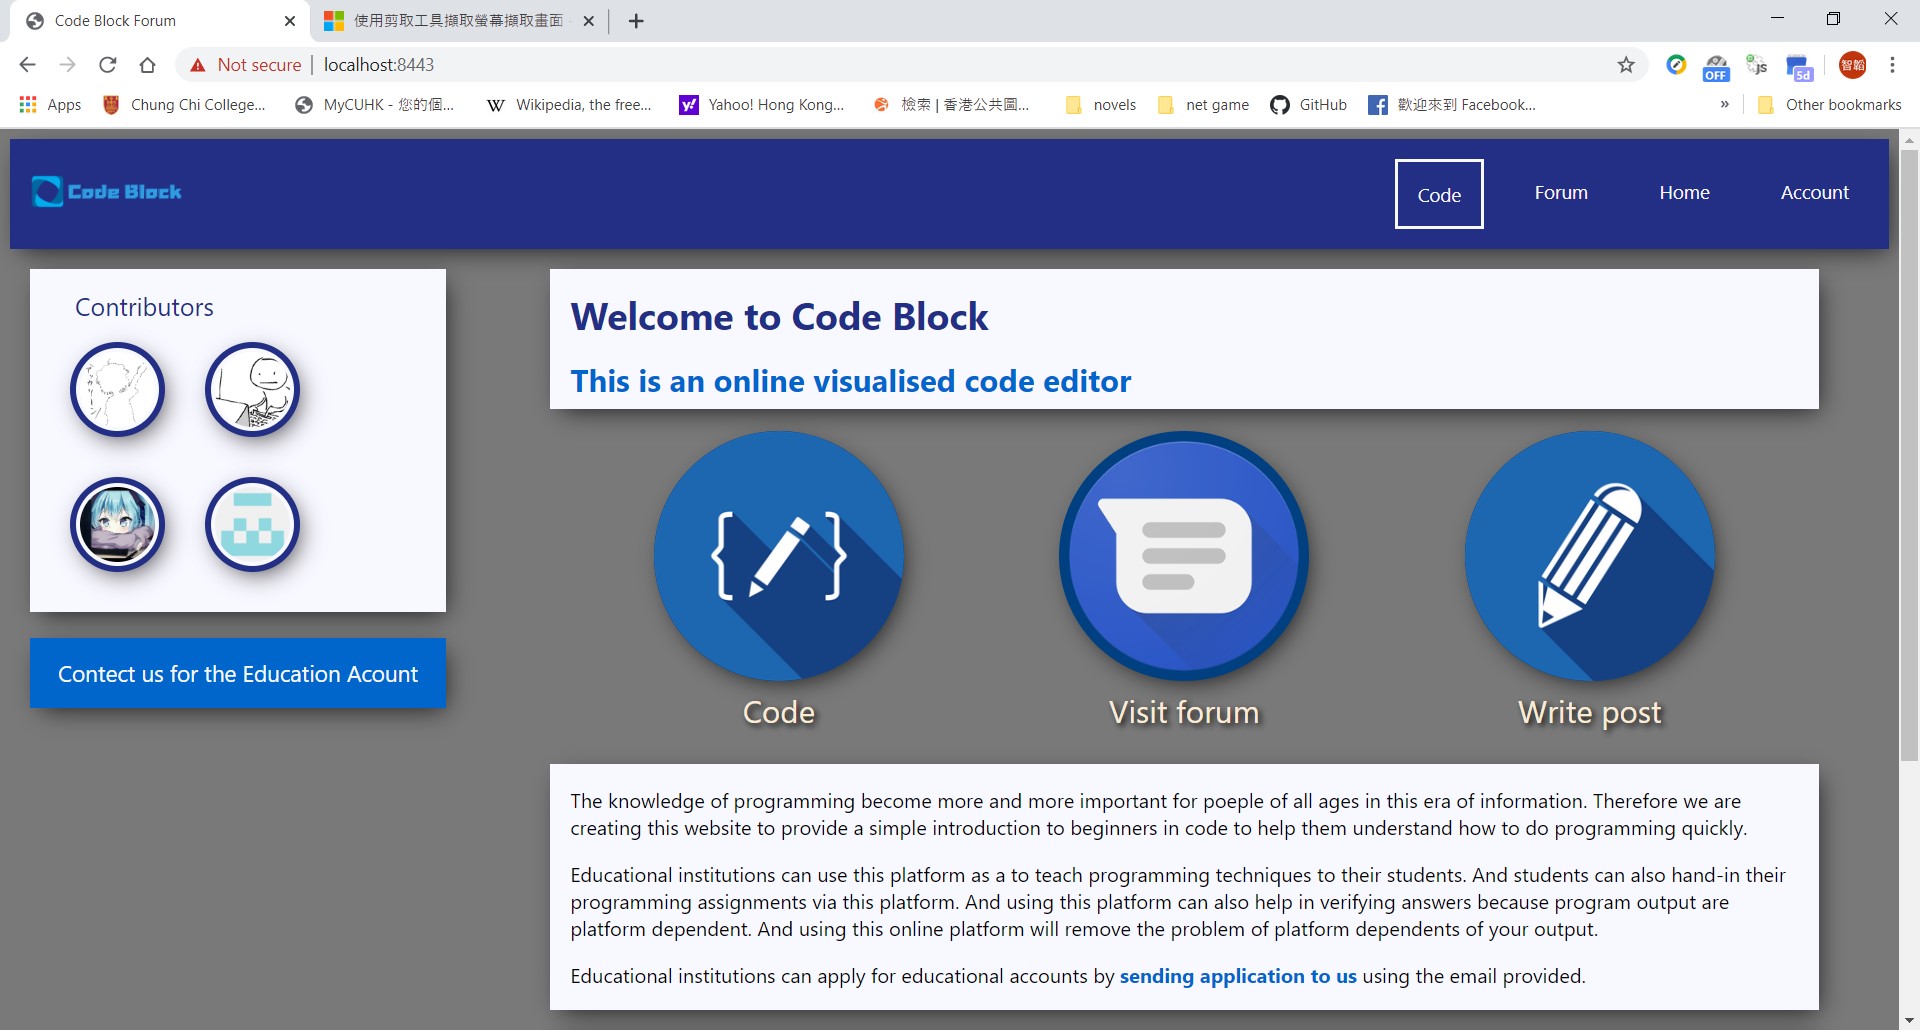 Code Block Forum
使用剪取工具擷取螢幕擷取畫面
Not secure | localhost:8443
OFF
js
5d
智韜
Apps
Chung Chi College...
MyCUHK - 您的個...
W Wikipedia, the free...
y! Yahoo! Hong Kong...
檢索 | 香港公共圖...
novels
net game
GitHub
歡迎來到 Facebook...
»
Other bookmarks
Code Block
Code
Forum
Home
Account
Contributors
Contact us for the Education Acount
Welcome to Code Block
This is an online visualised code editor
Code
Visit forum
Write post
The knowledge of programming become more and more important for poeple of all ages in this era of information. Therefore we are
creating this website to provide a simple introduction to beginners in code to help them understand how to do programming quickly.
Educational institutions can use this platform as a to teach programming techniques to their students. And students can also hand-in their
programming assignments via this platform. And using this platform can also help in verifying answers because program output are
platform dependent. And using this online platform will remove the problem of platform dependents of your output.
Educational institutions can apply for educational accounts by sending application to us using the email provided.